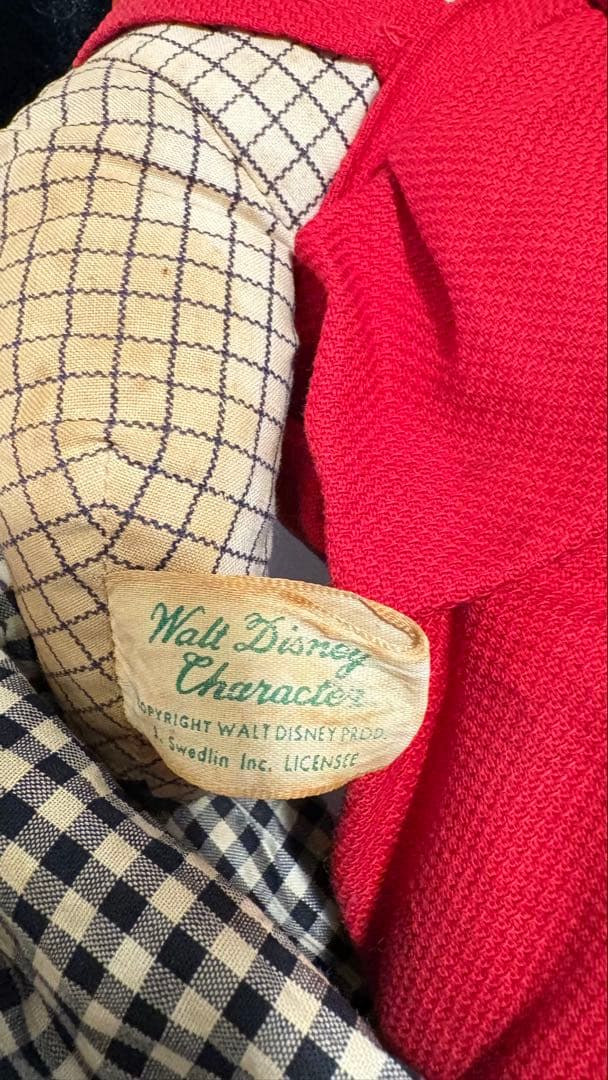 Walt Disney
Character
OPYRIGHT WALT DISNEY PROD.
J. Swedlin Inc. LICENSEE